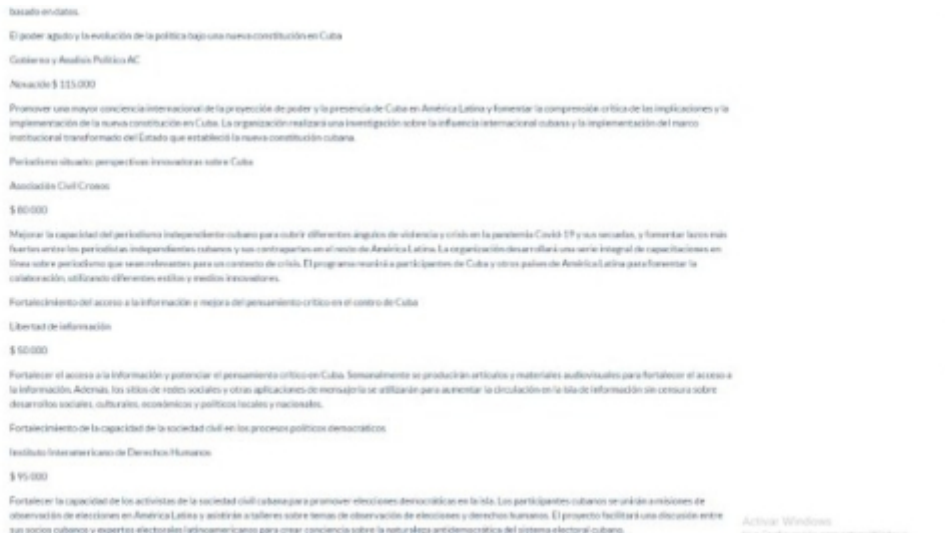 basado en datos.
El poder agudo y la evolución de la política bajo una nueva constitución en Cuba
Gobierno y Análisis Político AC
Novación $ 115.000
Promover una mayor conciencia internacional de la proyección de poder y la presencia de Cuba en América Latina y fomentar la comprensión crítica de las implicaciones y la
implementación de la nueva constitución en Cuba. La organización realizará una investigación sobre la influencia internacional cubana y la implementación del marco
institucional transformado del Estado que estableció la nueva constitución cubana.
Periodismo situado: perspectivas innovadoras sobre Cuba
Asociación Civil Cronos
$ 80 000
Mejorar la capacidad del periodismo independiente cubano para cubrir diferentes ángulos de violencia y crisis en la pandemia Covid-19 y sus secuelas, y fomentar lazos más
fuertes entre los periodistas independientes cubanos y sus contrapartes en el resto de América Latina. La organización desarrollará una serie integral de capacitaciones en
línea sobre periodismo que sean relevantes para un contexto de crisis. El programa reunirá a participantes de Cuba y otros países de América Latina para fomentar la
colaboración, utilizando diferentes estilos y medios innovadores.
Fortalecimiento del acceso a la información y mejora del pensamiento crítico en el centro de Cuba
Libertad de información
$ 50.000
Fortalecer el acceso a la información y potenciar el pensamiento crítico en Cuba. Semanalmente se producirán artículos y materiales audiovisuales para fortalecer el acceso a
la información. Además, los sitios de redes sociales y otras aplicaciones de mensajería se utilizarán para aumentar la circulación en la isla de información sin censura sobre
desarrollos sociales, culturales, económicos y políticos locales y nacionales.
Fortalecimiento de la capacidad de la sociedad civil en los procesos políticos democráticos
Instituto Interamericano de Derechos Humanos
$ 95 000
Fortalecer la capacidad de los activistas de la sociedad civil cubana para promover elecciones democráticas en la isla. Los participantes cubanos se unirán a misiones de
observación de elecciones en América Latina y asistirán a talleres sobre temas de observación de elecciones y derechos humanos. El proyecto facilitará una discusión entre
sus socios cubanos y expertos electorales latinoamericanos para crear conciencia sobre la naturaleza antidemocrática del sistema electoral cubano.
Activar Windows